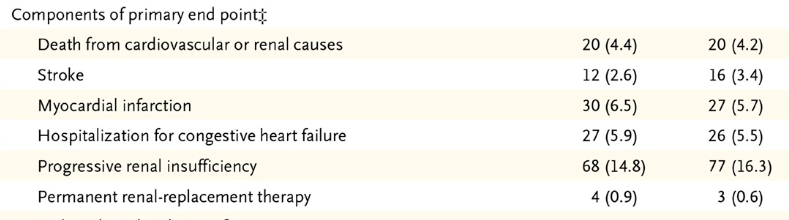 Components of primary end point‡
Death from cardiovascular or renal causes 20 (4.4) 20 (4.2)
Stroke 12 (2.6) 16 (3.4)
Myocardial infarction 30 (6.5) 27 (5.7)
Hospitalization for congestive heart failure 27 (5.9) 26 (5.5)
Progressive renal insufficiency 68 (14.8) 77 (16.3)
Permanent renal-replacement therapy 4 (0.9) 3 (0.6)